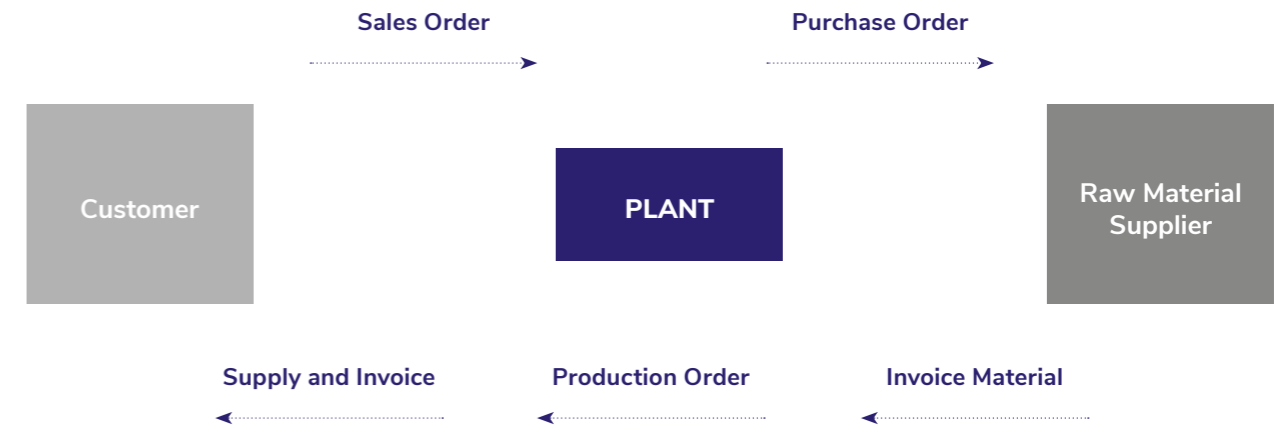 Sales Order
Purchase Order
Customer
PLANT
Raw Material
Supplier
Supply and Invoice
Production Order
Invoice Material